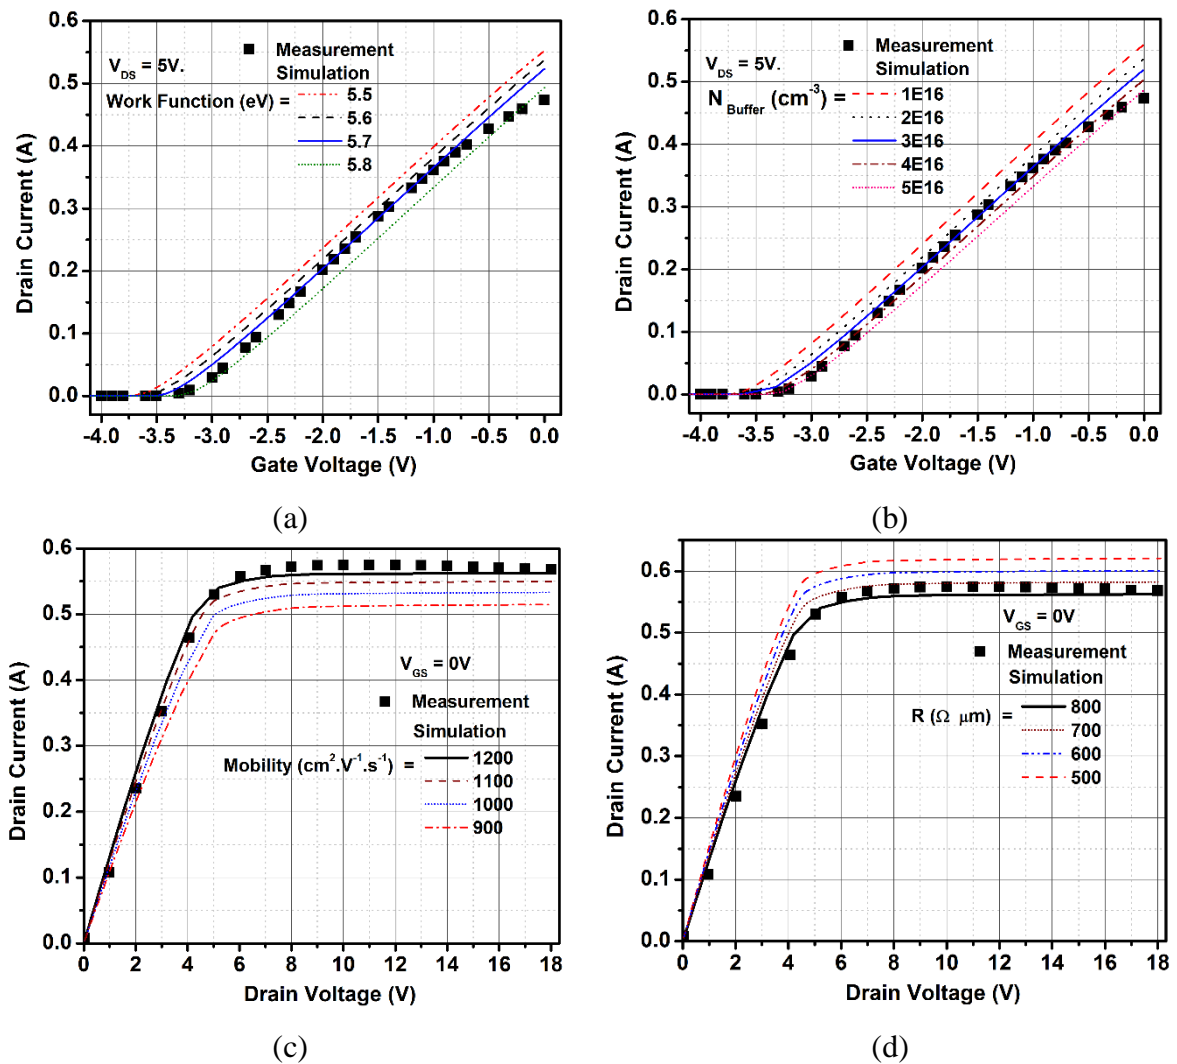 0.6
0.5
0.4
0.3
0.2
0.1
0.0
Drain Current (A)
V_DS = 5V.
Measurement
Simulation
Work Function (eV) =
5.5
5.6
5.7
5.8
-4.0 -3.5 -3.0 -2.5 -2.0 -1.5 -1.0 -0.5 0.0
Gate Voltage (V)
(a)
0.6
0.5
0.4
0.3
0.2
0.1
0.0
Drain Current (A)
V_DS = 5V.
Measurement
Simulation
N_Buffer (cm⁻³) =
1E16
2E16
3E16
4E16
5E16
-4.0 -3.5 -3.0 -2.5 -2.0 -1.5 -1.0 -0.5 0.0
Gate Voltage (V)
(b)
0.6
0.5
0.4
0.3
0.2
0.1
0.0
Drain Current (A)
V_GS = 0V
Measurement
Simulation
Mobility (cm².V⁻¹.s⁻¹) =
1200
1100
1000
900
0 2 4 6 8 10 12 14 16 18
Drain Voltage (V)
(c)
0.6
0.5
0.4
0.3
0.2
0.1
0.0
Drain Current (A)
V_GS = 0V
Measurement
Simulation
R (Ω μm) =
800
700
600
500
0 2 4 6 8 10 12 14 16 18
Drain Voltage (V)
(d)